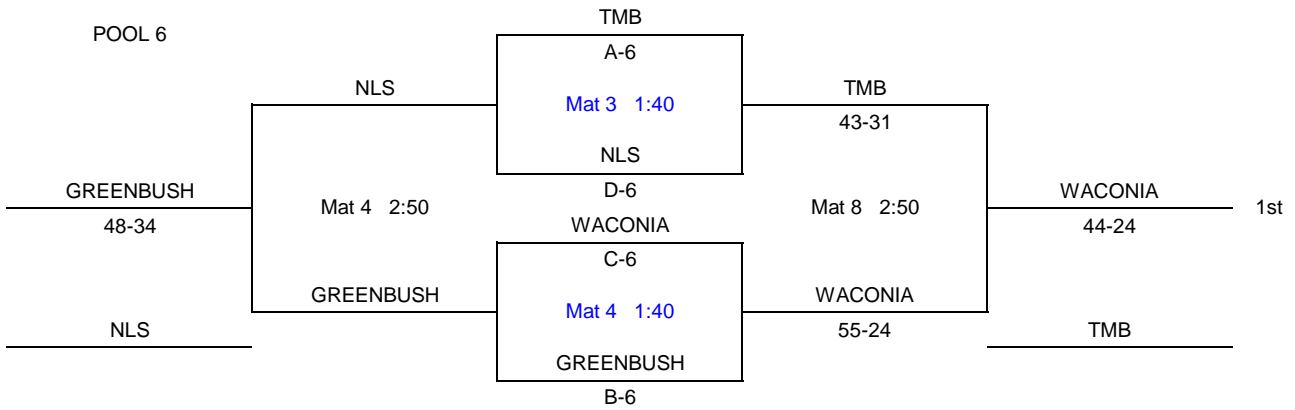 TMB
POOL 6
A-6
NLS
Mat 3 1:40
TMB
43-31
NLS
GREENBUSH
D-6
WACONIA
Mat 4 2:50
Mat 8 2:50
1st
48-34
WACONIA
44-24
C-6
GREENBUSH
Mat 4 1:40
WACONIA
NLS
55-24
TMB
GREENBUSH
B-6